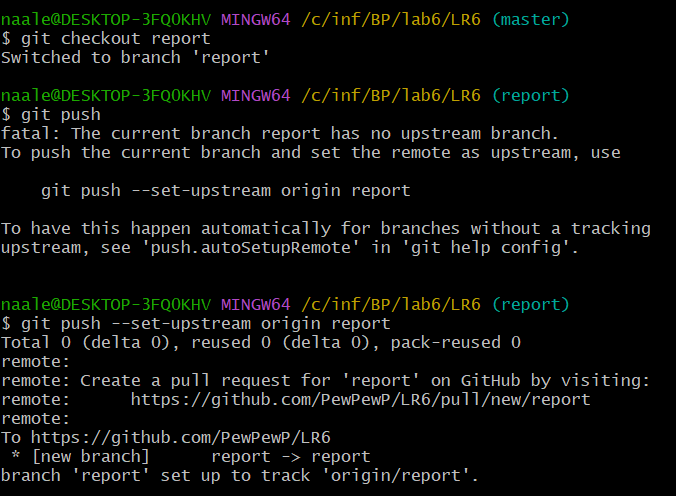 naale@DESKTOP-3FQ0KHV MINGW64 /c/inf/BP/lab6/LR6 (master)
$ git checkout report
Switched to branch 'report'
naale@DESKTOP-3FQ0KHV MINGW64 /c/inf/BP/lab6/LR6 (report)
$ git push
fatal: The current branch report has no upstream branch.
To push the current branch and set the remote as upstream, use
    git push --set-upstream origin report
To have this happen automatically for branches without a tracking
upstream, see 'push.autoSetupRemote' in 'git help config'.
naale@DESKTOP-3FQ0KHV MINGW64 /c/inf/BP/lab6/LR6 (report)
$ git push --set-upstream origin report
Total 0 (delta 0), reused 0 (delta 0), pack-reused 0
remote:
remote: Create a pull request for 'report' on GitHub by visiting:
remote:      https://github.com/PewPewP/LR6/pull/new/report
remote:
To https://github.com/PewPewP/LR6
 * [new branch]      report -> report
branch 'report' set up to track 'origin/report'.